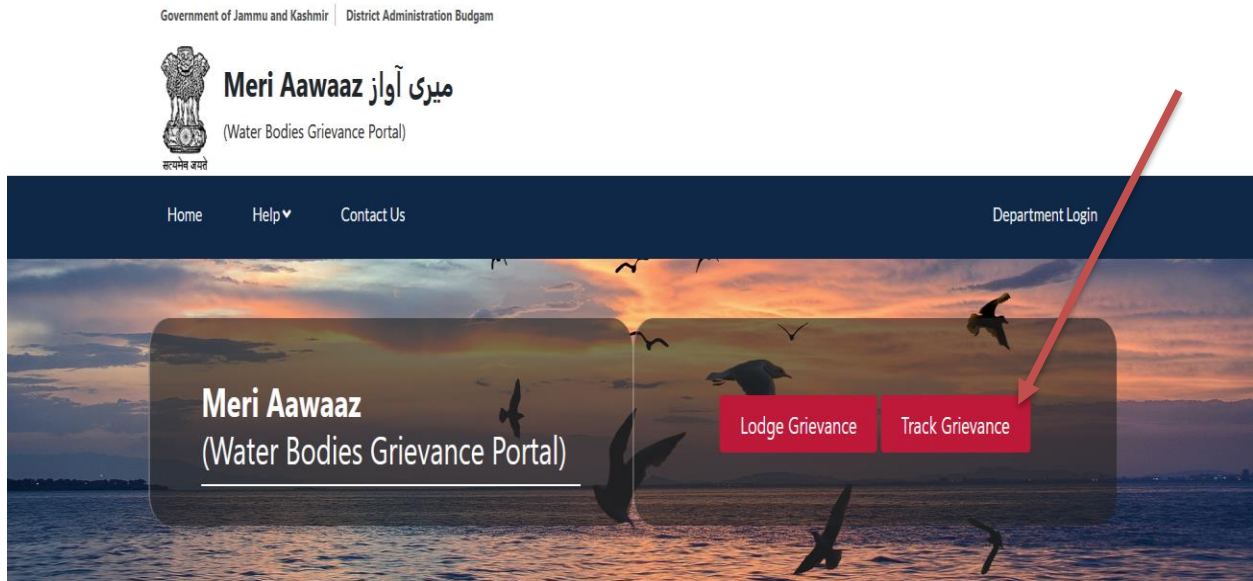 Government of Jammu and Kashmir District Administration Budgam
Meri Aawaaz میری آواز
(Water Bodies Grievance Portal)
सत्यमेव जयते
Home Help Contact Us Department Login
Meri Aawaaz
(Water Bodies Grievance Portal)
Lodge Grievance Track Grievance